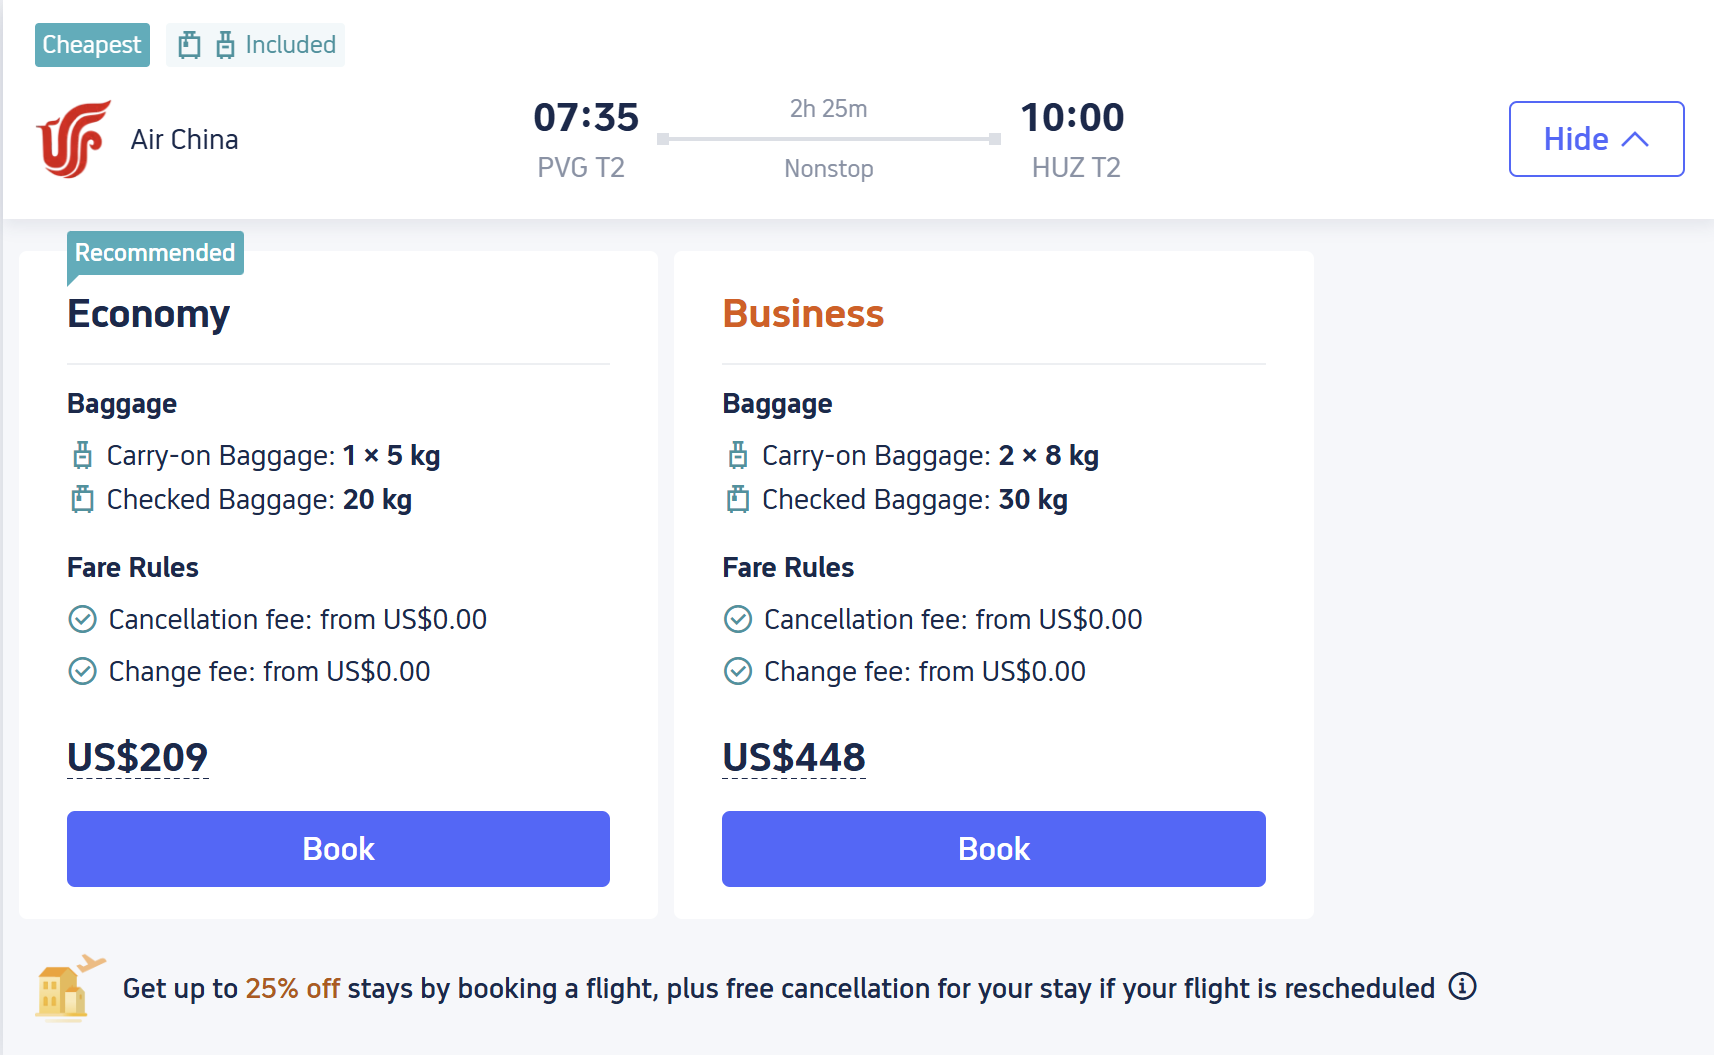 Cheapest
Included
Air China
07:35
PVG T2
2h 25m
Nonstop
10:00
HUZ T2
Hide
Recommended
Economy
Baggage
Carry-on Baggage: 1 × 5 kg
Checked Baggage: 20 kg
Fare Rules
Cancellation fee: from US$0.00
Change fee: from US$0.00
US$209
Book
Business
Baggage
Carry-on Baggage: 2 × 8 kg
Checked Baggage: 30 kg
Fare Rules
Cancellation fee: from US$0.00
Change fee: from US$0.00
US$448
Book
Get up to 25% off stays by booking a flight, plus free cancellation for your stay if your flight is rescheduled